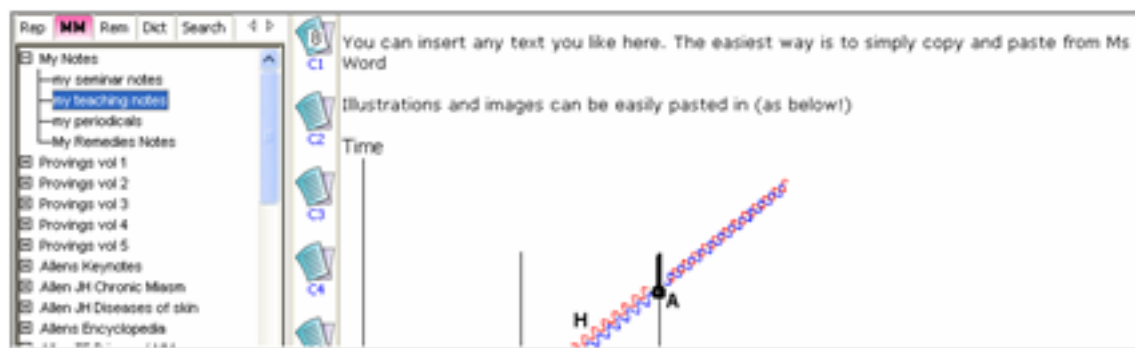 Rep MM Rem Dict Search
My Notes
my seminar notes
my teaching notes
my periodicals
My Remedies Notes
Provings vol 1
Provings vol 2
Provings vol 3
Provings vol 4
Provings vol 5
Allens Keynotes
Allen JH Chronic Miasm
Allen JH Diseases of skin
Allens Encyclopedia
8
C1
C2
C3
C4
You can insert any text you like here. The easiest way is to simply copy and paste from Ms
Word
Illustrations and images can be easily pasted in (as below!)
Time
A
H